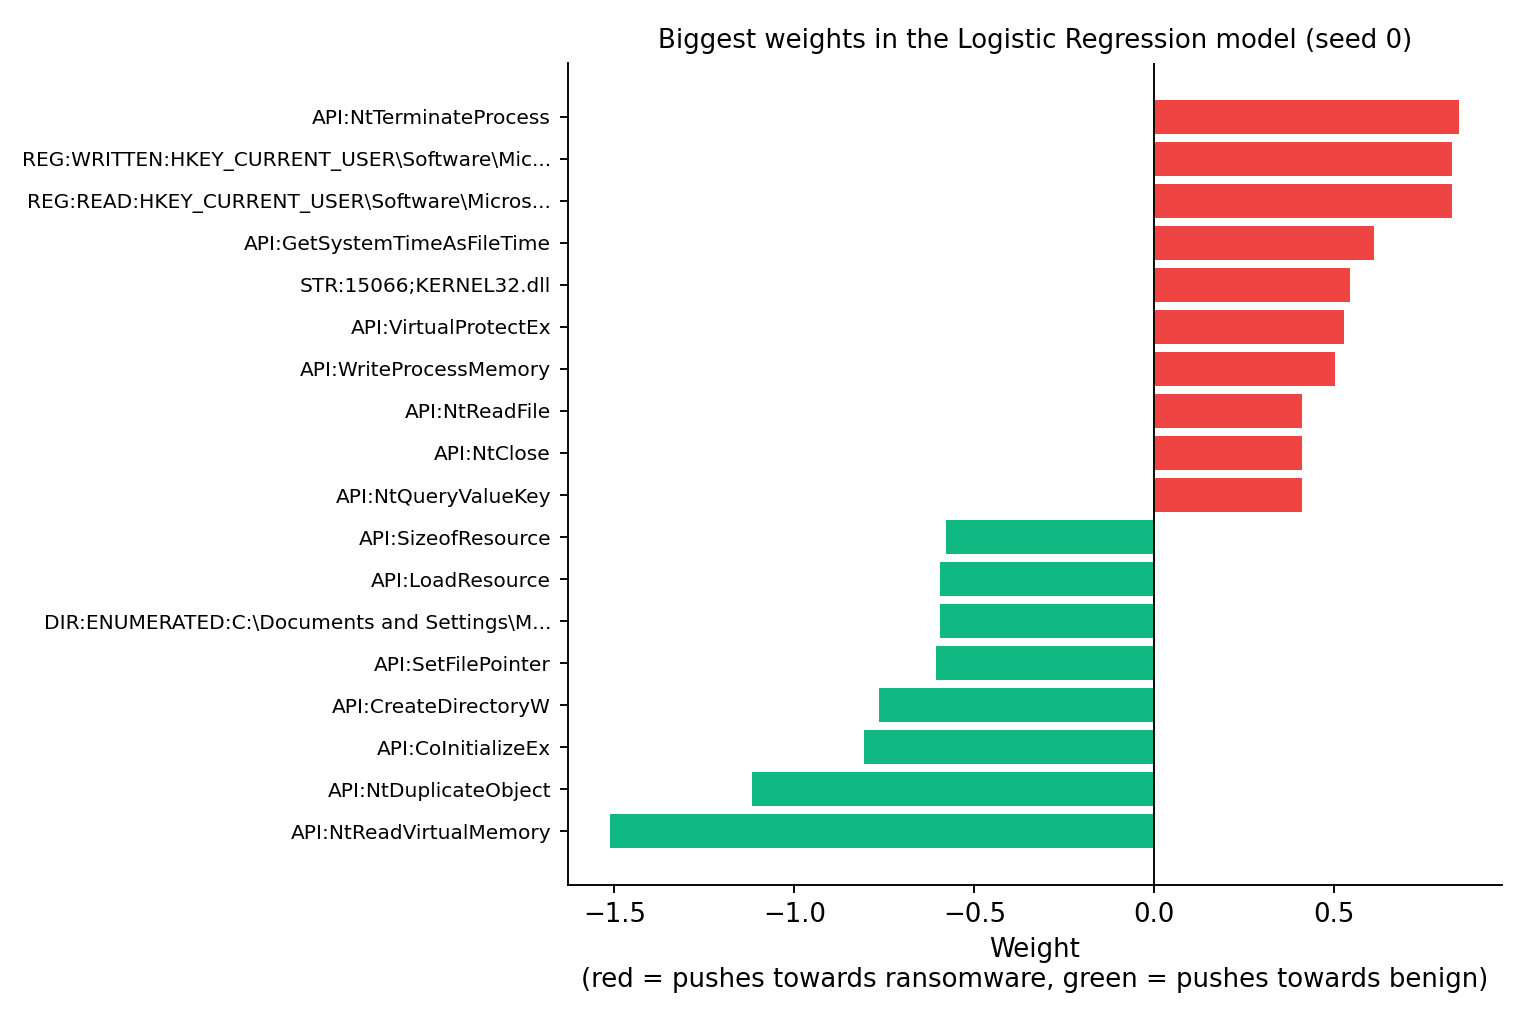 Biggest weights in the Logistic Regression model (seed 0)
API:NtTerminateProcess
REG:WRITTEN:HKEY_CURRENT_USER\Software\Mic...
REG:READ:HKEY_CURRENT_USER\Software\Micros...
API:GetSystemTimeAsFileTime
STR:15066;KERNEL32.dll
API:VirtualProtectEx
API:WriteProcessMemory
API:NtReadFile
API:NtClose
API:NtQueryValueKey
API:SizeofResource
API:LoadResource
DIR:ENUMERATED:C:\Documents and Settings\M...
API:SetFilePointer
API:CreateDirectoryW
API:CoInitializeEx
API:NtDuplicateObject
API:NtReadVirtualMemory
−1.5 −1.0 −0.5 0.0 0.5
Weight
(red = pushes towards ransomware, green = pushes towards benign)